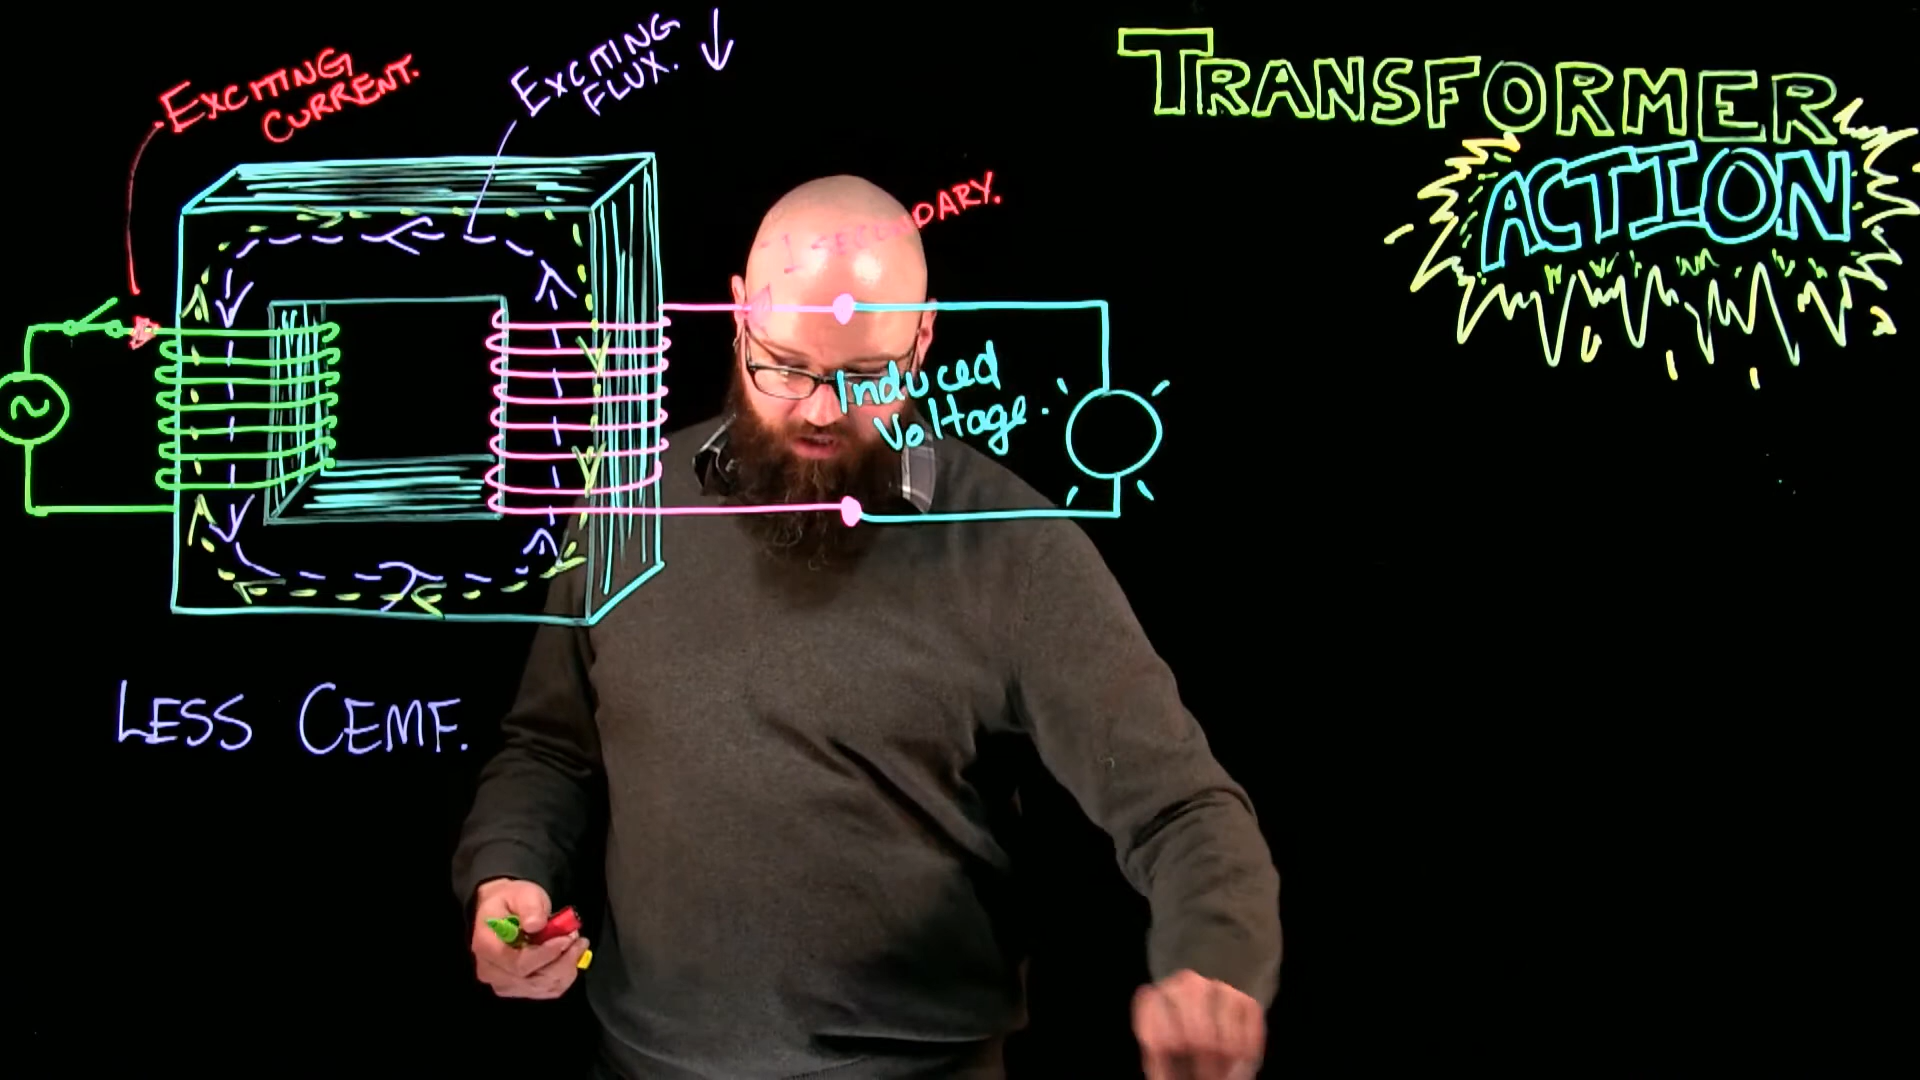 EXCITING
CURRENT.
EXCITING
FLUX. ↓
TRANSFORMER
ACTION
I SECONDARY.
Induced
Voltage.
~
LESS CEMF.